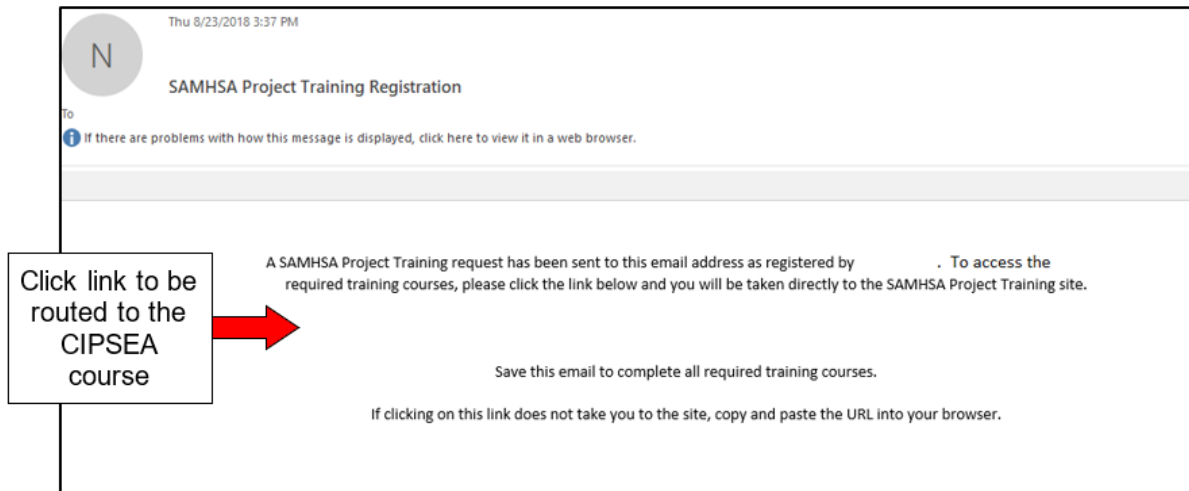 Thu 8/23/2018 3:37 PM
N
SAMHSA Project Training Registration
To
i If there are problems with how this message is displayed, click here to view it in a web browser.
A SAMHSA Project Training request has been sent to this email address as registered by . To access the
required training courses, please click the link below and you will be taken directly to the SAMHSA Project Training site.
Click link to be
routed to the
CIPSEA
course
Save this email to complete all required training courses.
If clicking on this link does not take you to the site, copy and paste the URL into your browser.